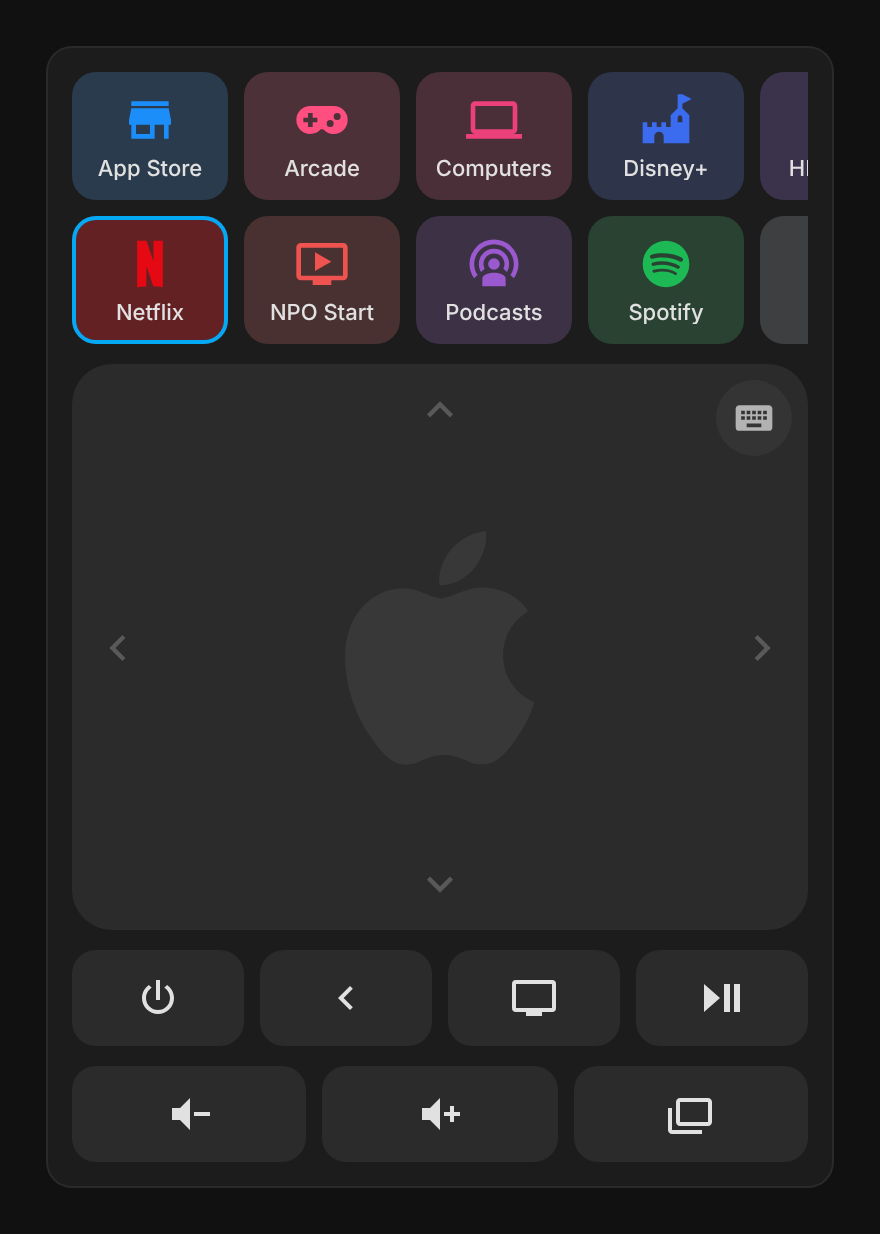 App Store
Arcade
Computers
Disney+
Netflix
NPO Start
Podcasts
Spotify